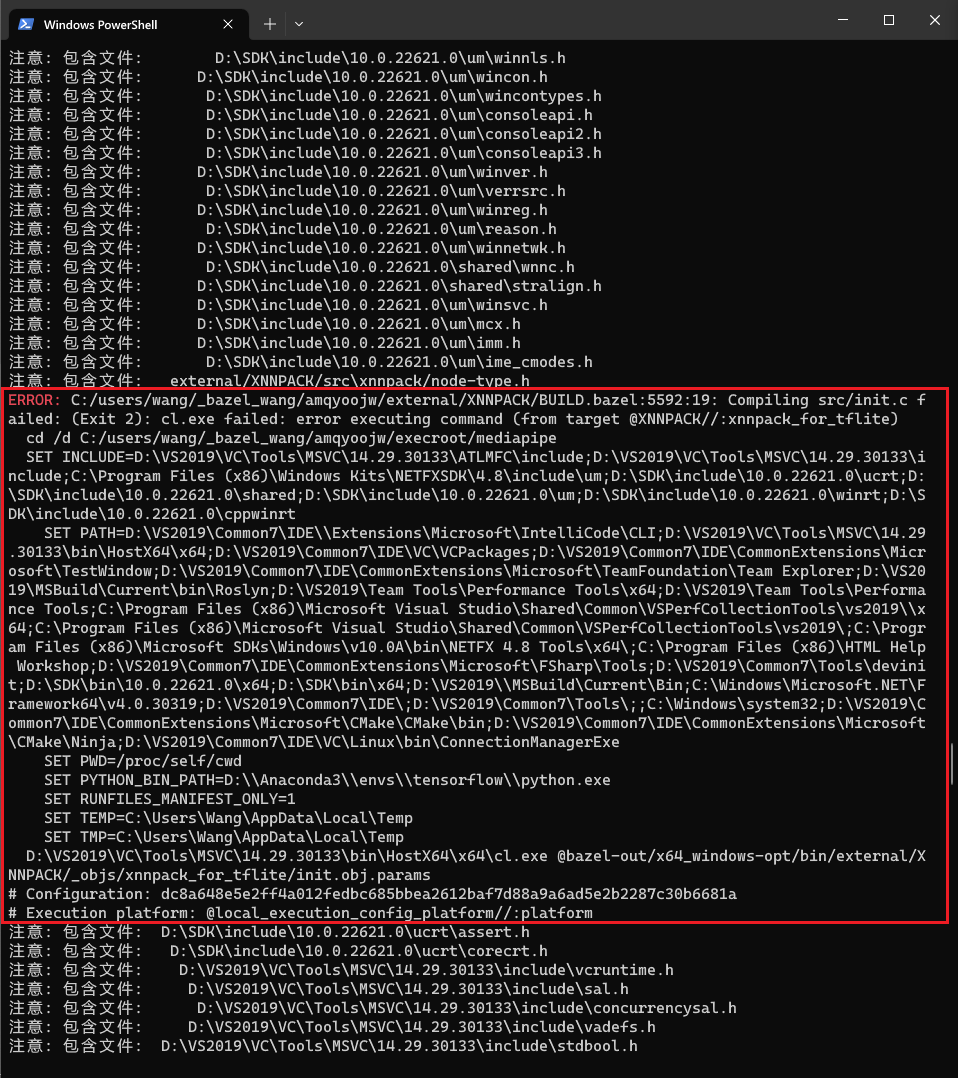 Windows PowerShell
注意: 包含文件:        D:\SDK\include\10.0.22621.0\um\winnls.h
注意: 包含文件:      D:\SDK\include\10.0.22621.0\um\wincon.h
注意: 包含文件:       D:\SDK\include\10.0.22621.0\um\wincontypes.h
注意: 包含文件:       D:\SDK\include\10.0.22621.0\um\consoleapi.h
注意: 包含文件:       D:\SDK\include\10.0.22621.0\um\consoleapi2.h
注意: 包含文件:       D:\SDK\include\10.0.22621.0\um\consoleapi3.h
注意: 包含文件:      D:\SDK\include\10.0.22621.0\um\winver.h
注意: 包含文件:       D:\SDK\include\10.0.22621.0\um\verrsrc.h
注意: 包含文件:      D:\SDK\include\10.0.22621.0\um\winreg.h
注意: 包含文件:       D:\SDK\include\10.0.22621.0\um\reason.h
注意: 包含文件:      D:\SDK\include\10.0.22621.0\um\winnetwk.h
注意: 包含文件:       D:\SDK\include\10.0.22621.0\shared\wnnc.h
注意: 包含文件:      D:\SDK\include\10.0.22621.0\shared\stralign.h
注意: 包含文件:      D:\SDK\include\10.0.22621.0\um\winsvc.h
注意: 包含文件:      D:\SDK\include\10.0.22621.0\um\mcx.h
注意: 包含文件:      D:\SDK\include\10.0.22621.0\um\imm.h
注意: 包含文件:       D:\SDK\include\10.0.22621.0\um\ime_cmodes.h
注意: 包含文件:   external/XNNPACK/src\xnnpack/node-type.h
ERROR: C:/users/wang/_bazel_wang/amqyoojw/external/XNNPACK/BUILD.bazel:5592:19: Compiling src/init.c f
ailed: (Exit 2): cl.exe failed: error executing command (from target @XNNPACK//:xnnpack_for_tflite)
  cd /d C:/users/wang/_bazel_wang/amqyoojw/execroot/mediapipe
  SET INCLUDE=D:\VS2019\VC\Tools\MSVC\14.29.30133\ATLMFC\include;D:\VS2019\VC\Tools\MSVC\14.29.30133\i
nclude;C:\Program Files (x86)\Windows Kits\NETFXSDK\4.8\include\um;D:\SDK\include\10.0.22621.0\ucrt;D:
\SDK\include\10.0.22621.0\shared;D:\SDK\include\10.0.22621.0\um;D:\SDK\include\10.0.22621.0\winrt;D:\S
DK\include\10.0.22621.0\cppwinrt
    SET PATH=D:\VS2019\Common7\IDE\\Extensions\Microsoft\IntelliCode\CLI;D:\VS2019\VC\Tools\MSVC\14.29
.30133\bin\HostX64\x64;D:\VS2019\Common7\IDE\VC\VCPackages;D:\VS2019\Common7\IDE\CommonExtensions\Micr
osoft\TestWindow;D:\VS2019\Common7\IDE\CommonExtensions\Microsoft\TeamFoundation\Team Explorer;D:\VS20
19\MSBuild\Current\bin\Roslyn;D:\VS2019\Team Tools\Performance Tools\x64;D:\VS2019\Team Tools\Performa
nce Tools;C:\Program Files (x86)\Microsoft Visual Studio\Shared\Common\VSPerfCollectionTools\vs2019\\x
64;C:\Program Files (x86)\Microsoft Visual Studio\Shared\Common\VSPerfCollectionTools\vs2019\;C:\Progr
am Files (x86)\Microsoft SDKs\Windows\v10.0A\bin\NETFX 4.8 Tools\x64\;C:\Program Files (x86)\HTML Help
 Workshop;D:\VS2019\Common7\IDE\CommonExtensions\Microsoft\FSharp\Tools;D:\VS2019\Common7\Tools\devini
t;D:\SDK\bin\10.0.22621.0\x64;D:\SDK\bin\x64;D:\VS2019\\MSBuild\Current\Bin;C:\Windows\Microsoft.NET\F
ramework64\v4.0.30319;D:\VS2019\Common7\IDE\;D:\VS2019\Common7\Tools\;;C:\Windows\system32;D:\VS2019\C
ommon7\IDE\CommonExtensions\Microsoft\CMake\CMake\bin;D:\VS2019\Common7\IDE\CommonExtensions\Microsoft
\CMake\Ninja;D:\VS2019\Common7\IDE\VC\Linux\bin\ConnectionManagerExe
    SET PWD=/proc/self/cwd
    SET PYTHON_BIN_PATH=D:\\Anaconda3\\envs\\tensorflow\\python.exe
    SET RUNFILES_MANIFEST_ONLY=1
    SET TEMP=C:\Users\Wang\AppData\Local\Temp
    SET TMP=C:\Users\Wang\AppData\Local\Temp
  D:\VS2019\VC\Tools\MSVC\14.29.30133\bin\HostX64\x64\cl.exe @bazel-out/x64_windows-opt/bin/external/X
NNPACK/_objs/xnnpack_for_tflite/init.obj.params
# Configuration: dc8a648e5e2ff4a012fedbc685bbea2612baf7d88a9a6ad5e2b2287c30b6681a
# Execution platform: @local_execution_config_platform//:platform
注意: 包含文件:  D:\SDK\include\10.0.22621.0\ucrt\assert.h
注意: 包含文件:   D:\SDK\include\10.0.22621.0\ucrt\corecrt.h
注意: 包含文件:    D:\VS2019\VC\Tools\MSVC\14.29.30133\include\vcruntime.h
注意: 包含文件:     D:\VS2019\VC\Tools\MSVC\14.29.30133\include\sal.h
注意: 包含文件:      D:\VS2019\VC\Tools\MSVC\14.29.30133\include\concurrencysal.h
注意: 包含文件:     D:\VS2019\VC\Tools\MSVC\14.29.30133\include\vadefs.h
注意: 包含文件:  D:\VS2019\VC\Tools\MSVC\14.29.30133\include\stdbool.h